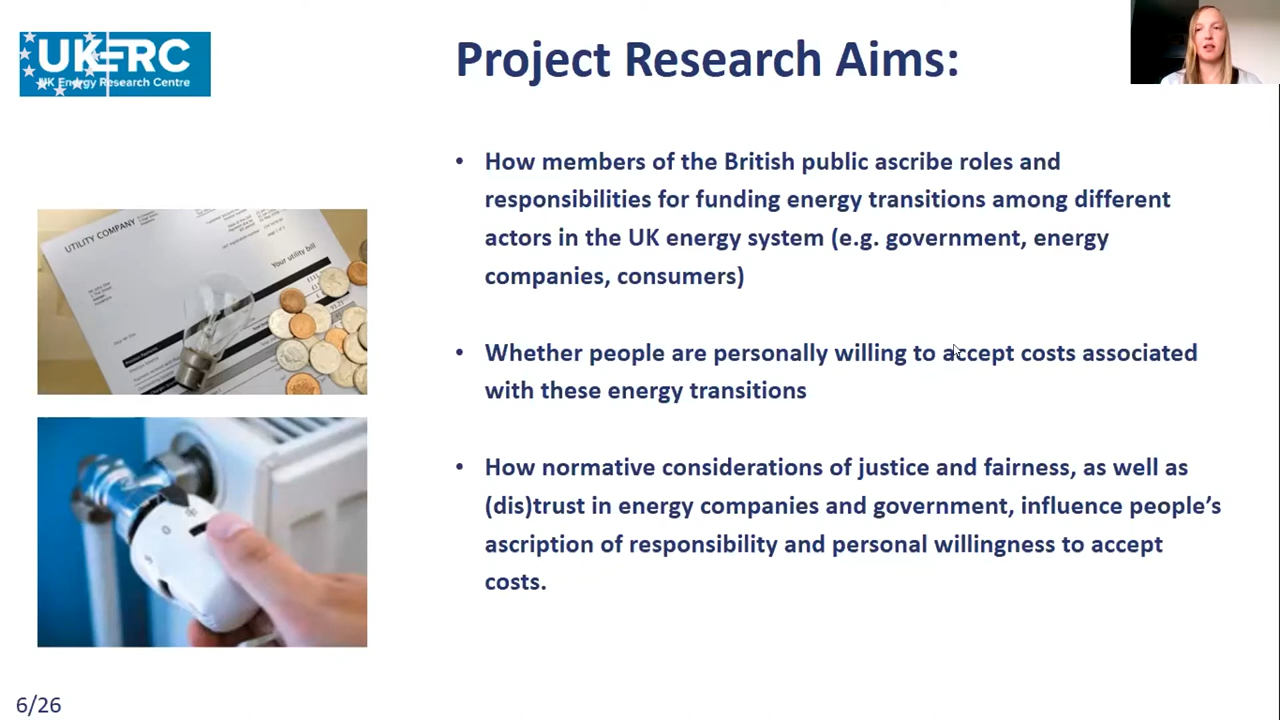 UKERC
UK Energy Research Centre
Project Research Aims:
• How members of the British public ascribe roles and
responsibilities for funding energy transitions among different
actors in the UK energy system (e.g. government, energy
companies, consumers)
• Whether people are personally willing to accept costs associated
with these energy transitions
• How normative considerations of justice and fairness, as well as
(dis)trust in energy companies and government, influence people’s
ascription of responsibility and personal willingness to accept
costs.
UTILITY COMPANY
Your utility bill
6/26